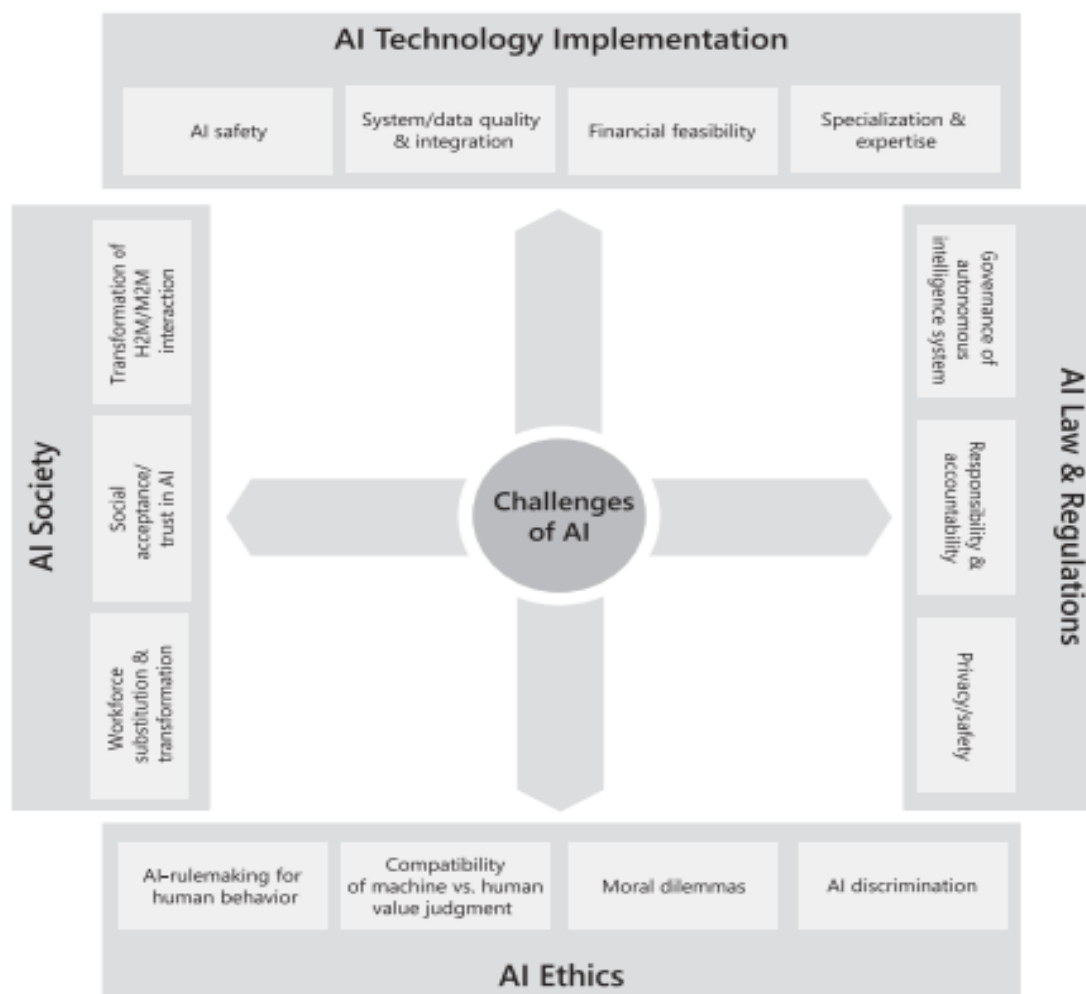 AI Technology Implementation
AI safety
System/data quality
& integration
Financial feasibility
Specialization &
expertise
AI Society
Transformation of
H2M/M2M
interaction
Social
acceptance/
trust in AI
Workforce
substitution &
transformation
Challenges
of AI
AI Law & Regulations
Governance of
autonomous
intelligence system
Responsibility &
accountability
Privacy/safety
AI-rulemaking for
human behavior
Compatibility
of machine vs. human
value judgment
Moral dilemmas
AI discrimination
AI Ethics